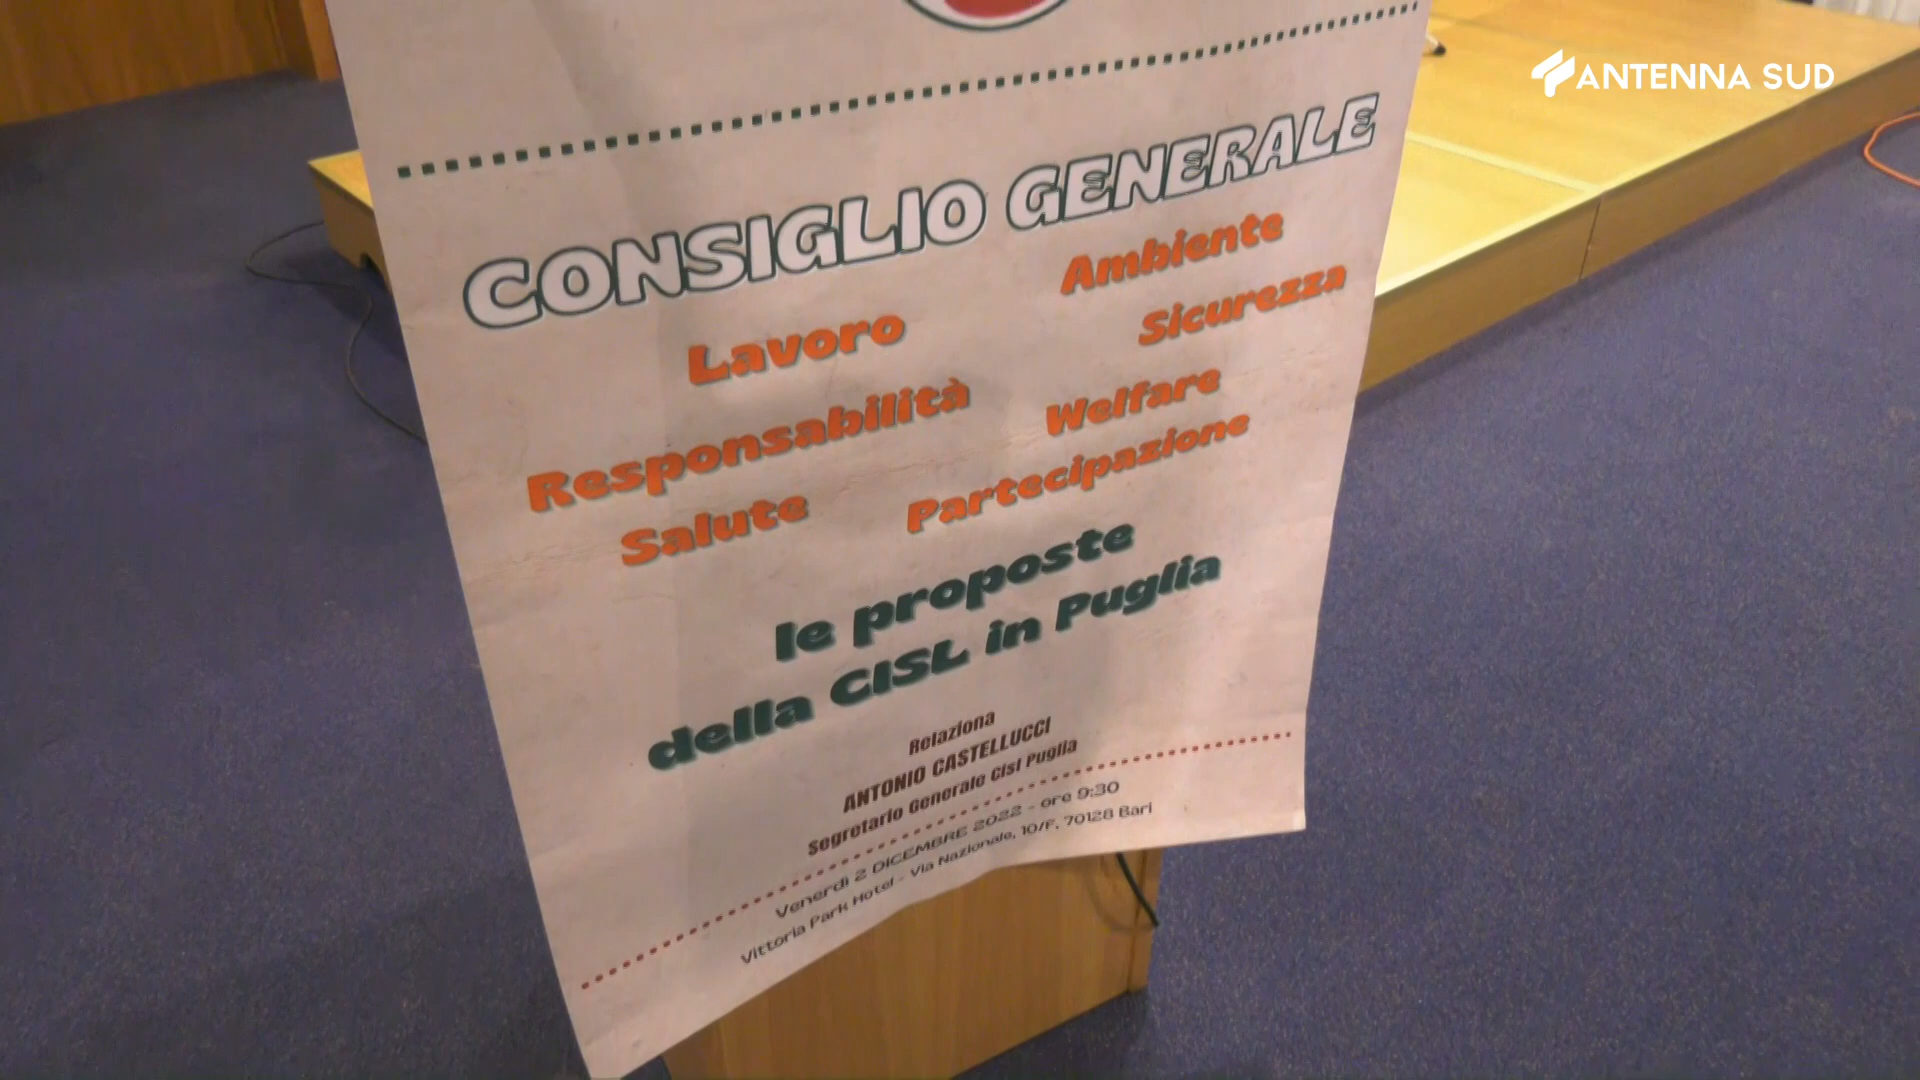 ANTENNA SUD
CONSIGLIO GENERALE
Lavoro
Ambiente
Sicurezza
Responsabilità
Welfare
Salute
Partecipazione
le proposte
della CISL in Puglia
Relaziona
ANTONIO CASTELLUCCI
Segretario Generale Cisl Puglia
Venerdì 2 DICEMBRE 2022 - ore 9:30
Vittoria Park Hotel - Via Nazionale, 10/F, 70128 Bari